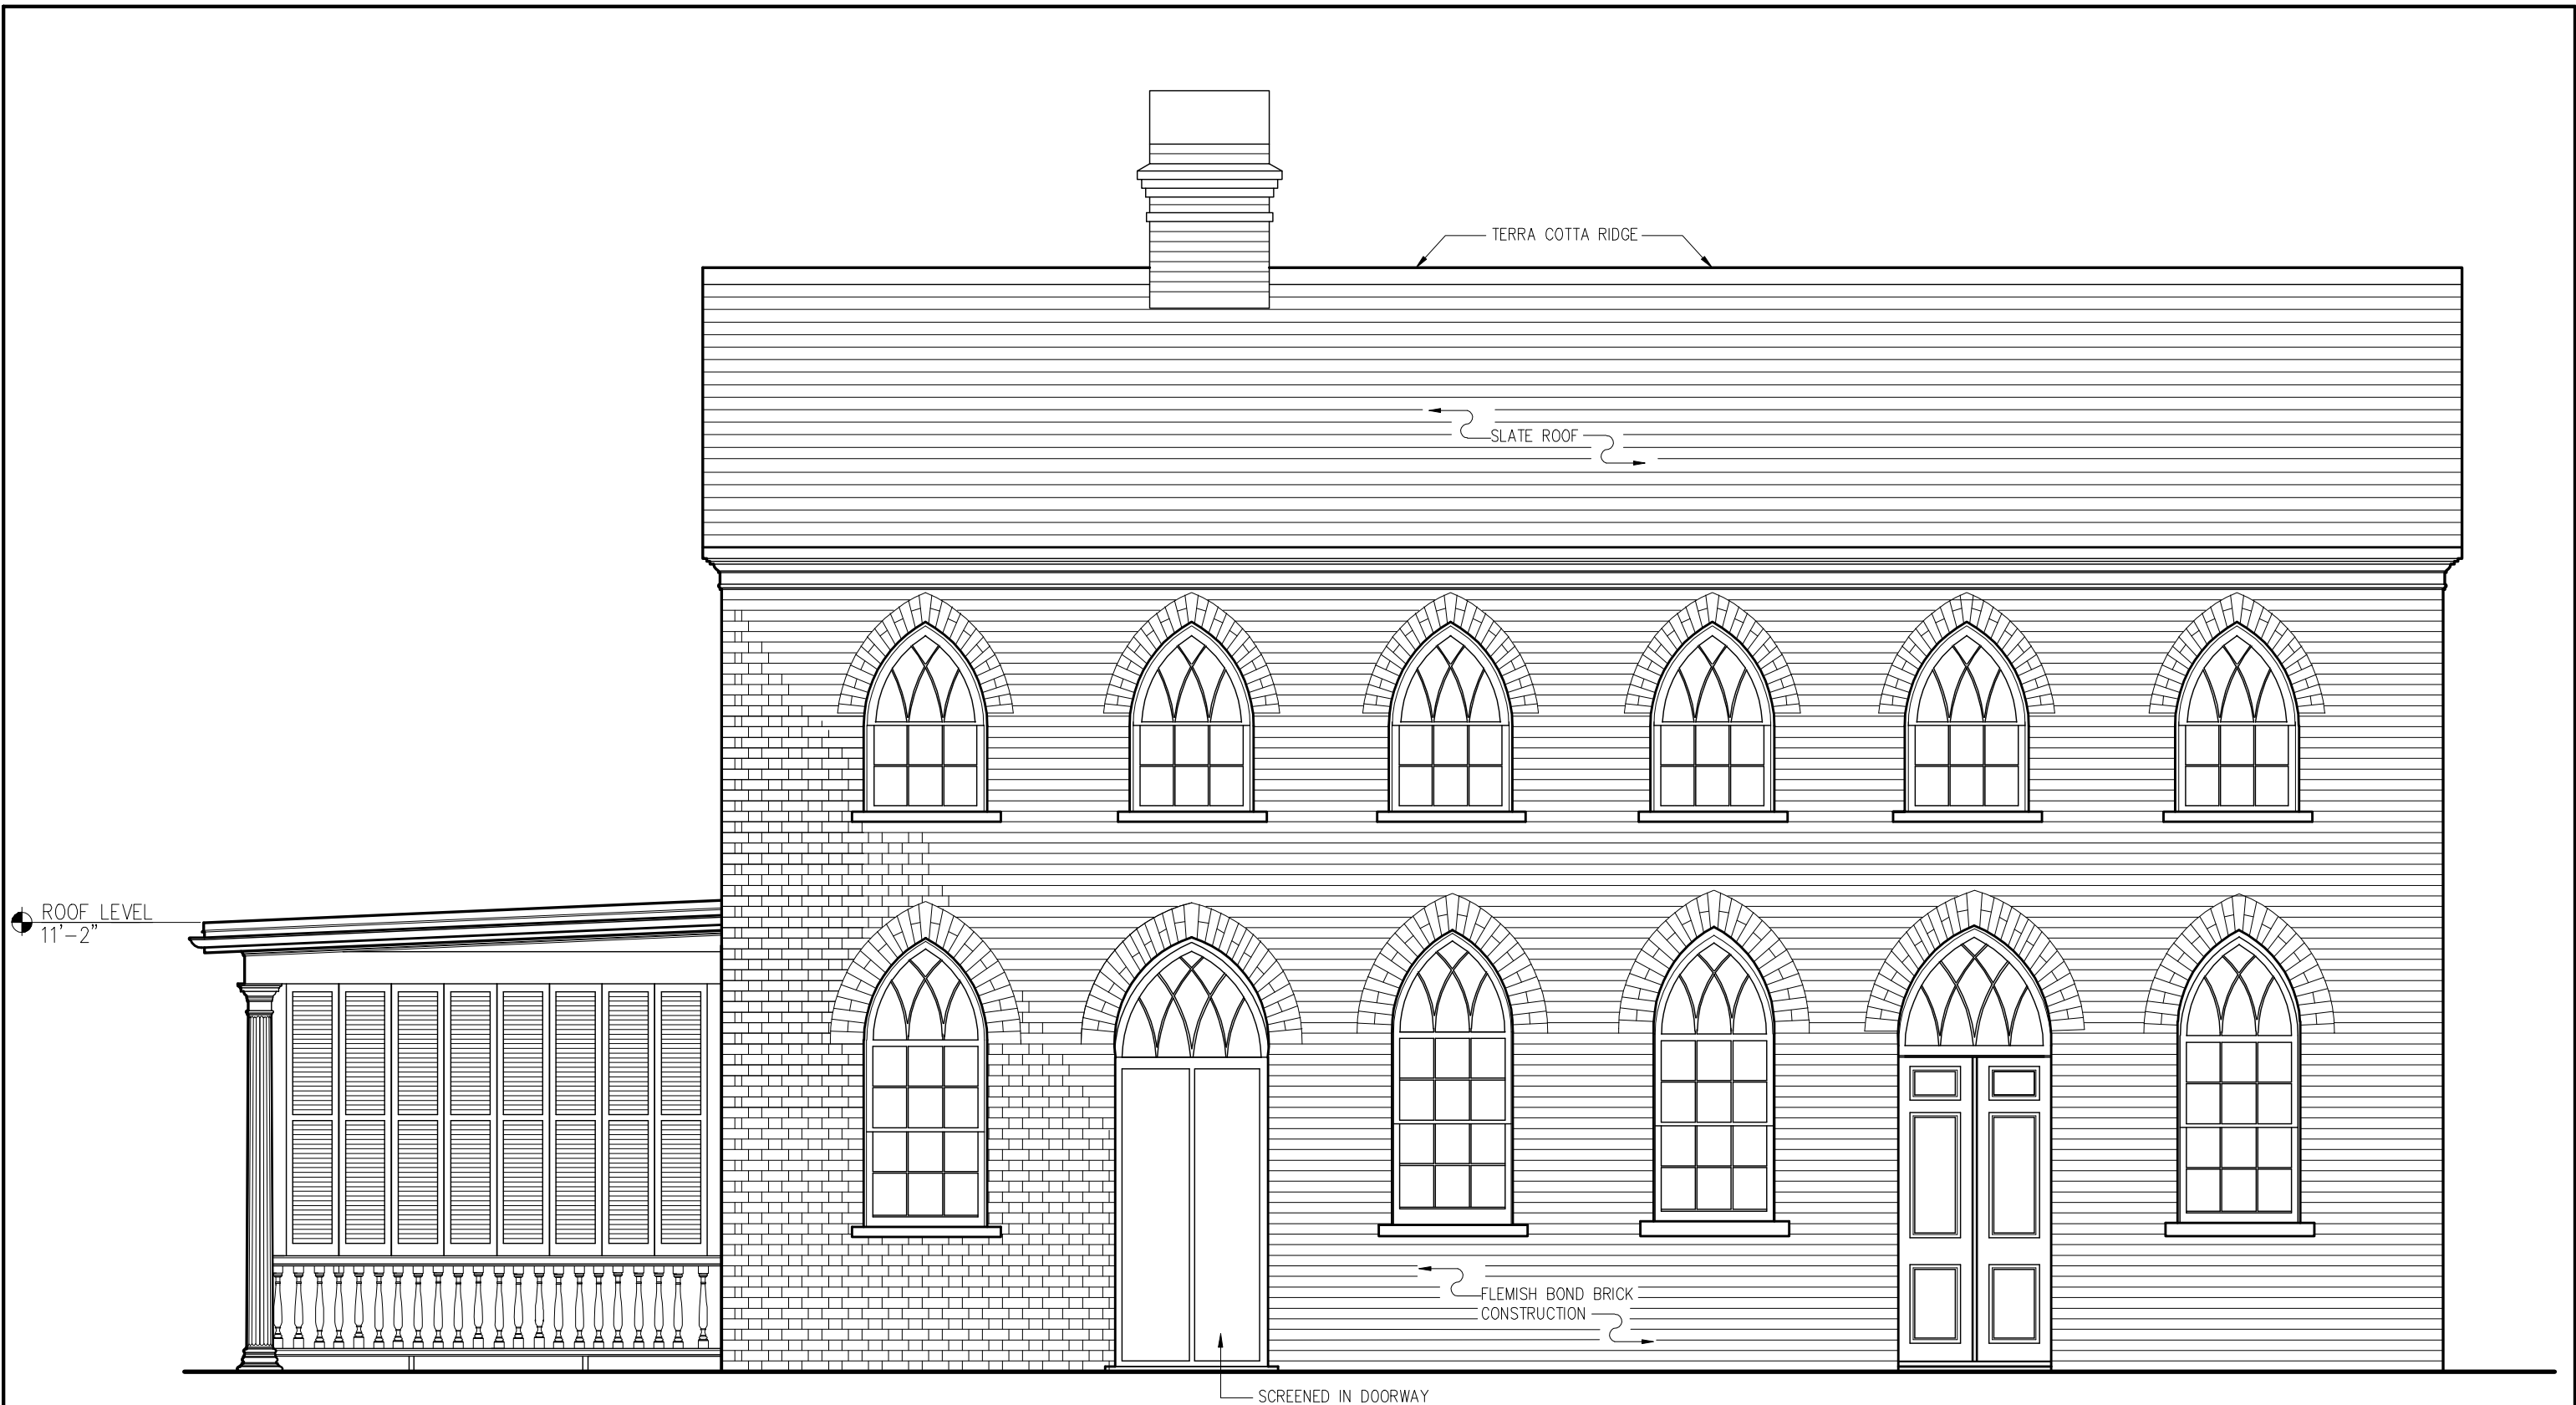 TERRA COTTA RIDGE
SLATE ROOF
ROOF LEVEL
11'-2"
FLEMISH BOND BRICK
CONSTRUCTION
SCREENED IN DOORWAY